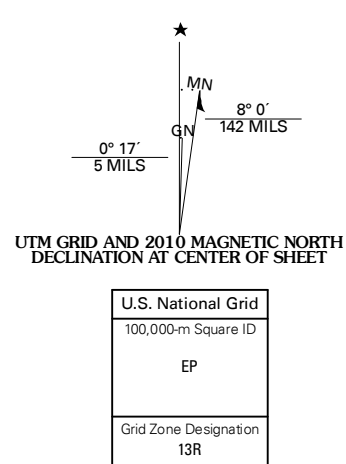 ★
MN
GN
8° 0´
142 MILS
0° 17´
5 MILS
UTM GRID AND 2010 MAGNETIC NORTH
DECLINATION AT CENTER OF SHEET
U.S. National Grid
100,000-m Square ID
EP
Grid Zone Designation
13R